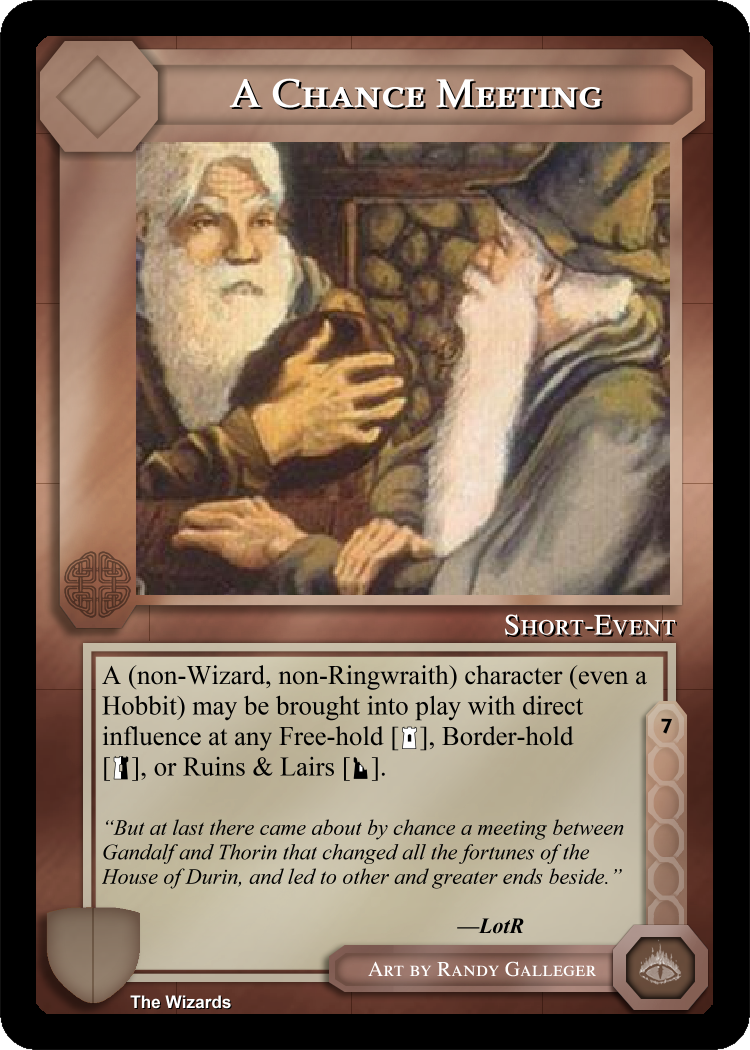 A Chance Meeting
Short-Event
A (non-Wizard, non-Ringwraith) character (even a
Hobbit) may be brought into play with direct
influence at any Free-hold [ ], Border-hold
[ ], or Ruins & Lairs [ ].
7
“But at last there came about by chance a meeting between
Gandalf and Thorin that changed all the fortunes of the
House of Durin, and led to other and greater ends beside.”
—LotR
Art by Randy Galleger
The Wizards